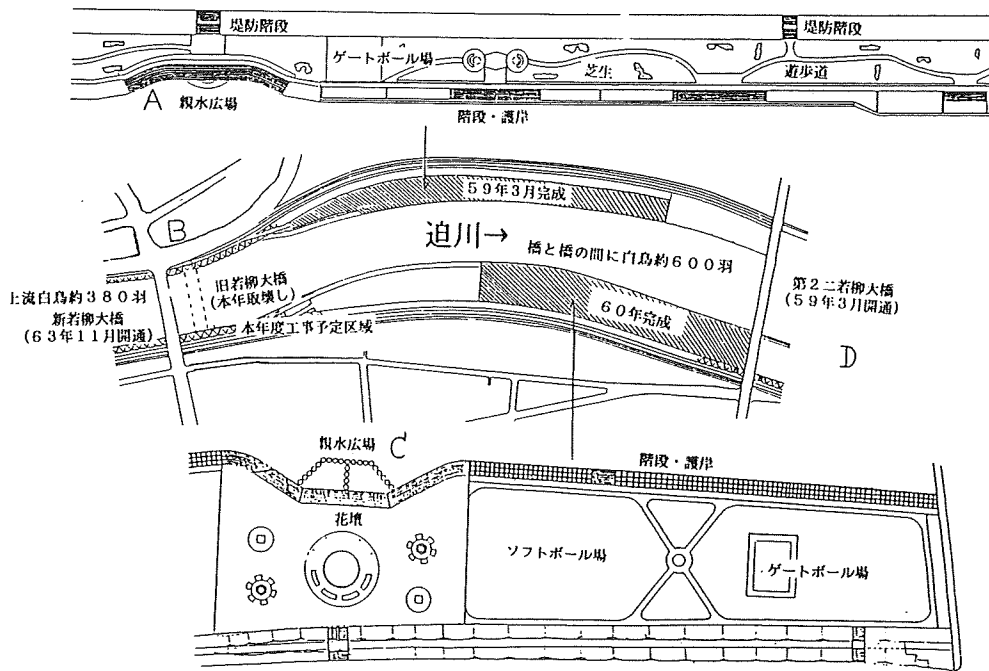 堤防階段
堤防階段
ゲートボール場
芝生
遊歩道
A
親水広場
階段・護岸
59年3月完成
B
迫川→
橋と橋の間に白鳥約600羽
旧若柳大橋
(本年取壊し)
上流白鳥約380羽
新若柳大橋
(63年11月開通)
第2二若柳大橋
(59年3月開通)
60年完成
本年度工事予定区域
D
親水広場
C
階段・護岸
花壇
ソフトボール場
ゲートボール場